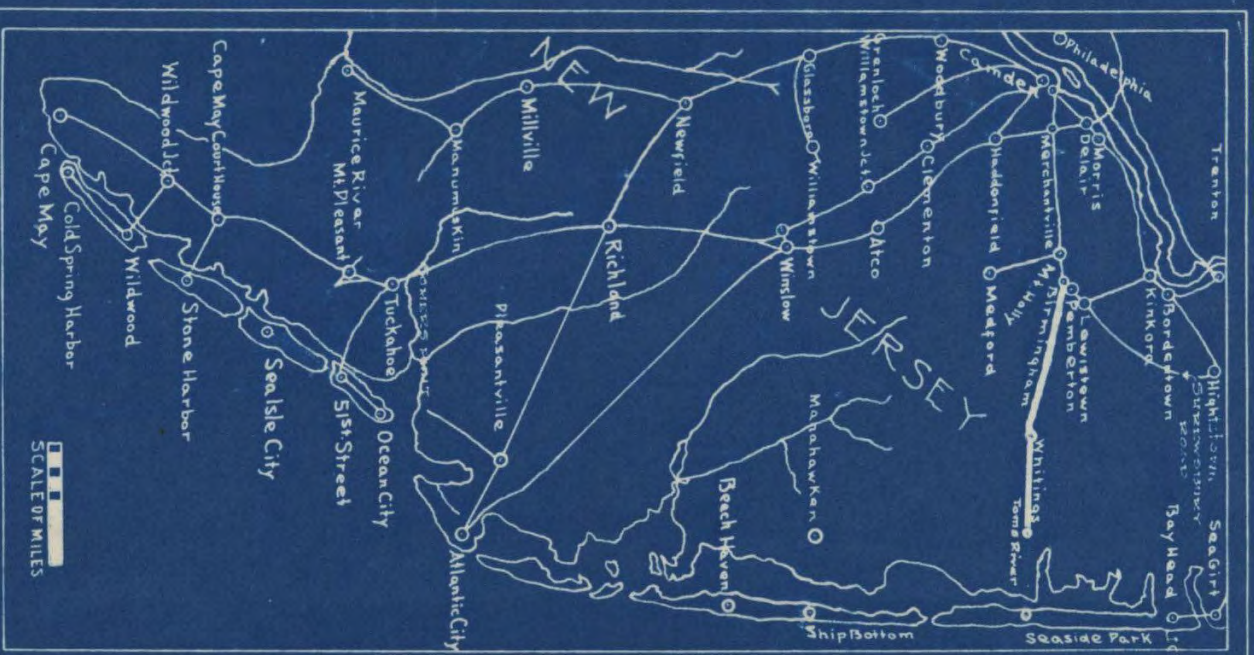 Trenton
Philadelphia
Camden
Morris
Delair
Merchantville
Woodbury
Grenloch
Williamstown Jct.
Clementon
Haddonfield
Atco
Medford
Mt Holly
Birmingham
Pemberton
Lewistown
Kinkora
Bordentown
Hightstown
Sea Girt
Bay Head
Whitings
Toms River
Seaside Park
Ship Bottom
Manahawken
Beach Haven
NEW
JERSEY
Glassboro
Williamstown
Winslow
Newfield
Richland
Millville
Manumuskin
Maurice River
Mt. Pleasant
Tuckahoe
Pleasantville
Atlantic City
Ocean City
51st. Street
Sea Isle City
Stone Harbor
Cape May Court House
Wildwood Jct.
Wildwood
Cold Spring Harbor
Cape May
SCALE OF MILES